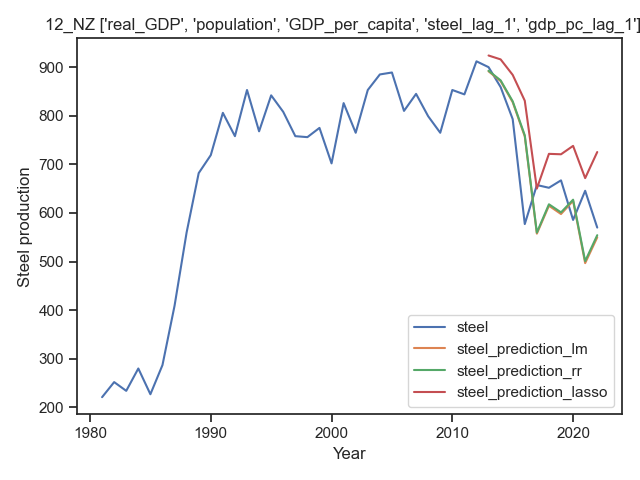 12_NZ ['real_GDP', 'population', 'GDP_per_capita', 'steel_lag_1', 'gdp_pc_lag_1']
900
800
700
600
500
400
300
200
Steel production
1980
1990
2000
2010
2020
Year
steel
steel_prediction_lm
steel_prediction_rr
steel_prediction_lasso